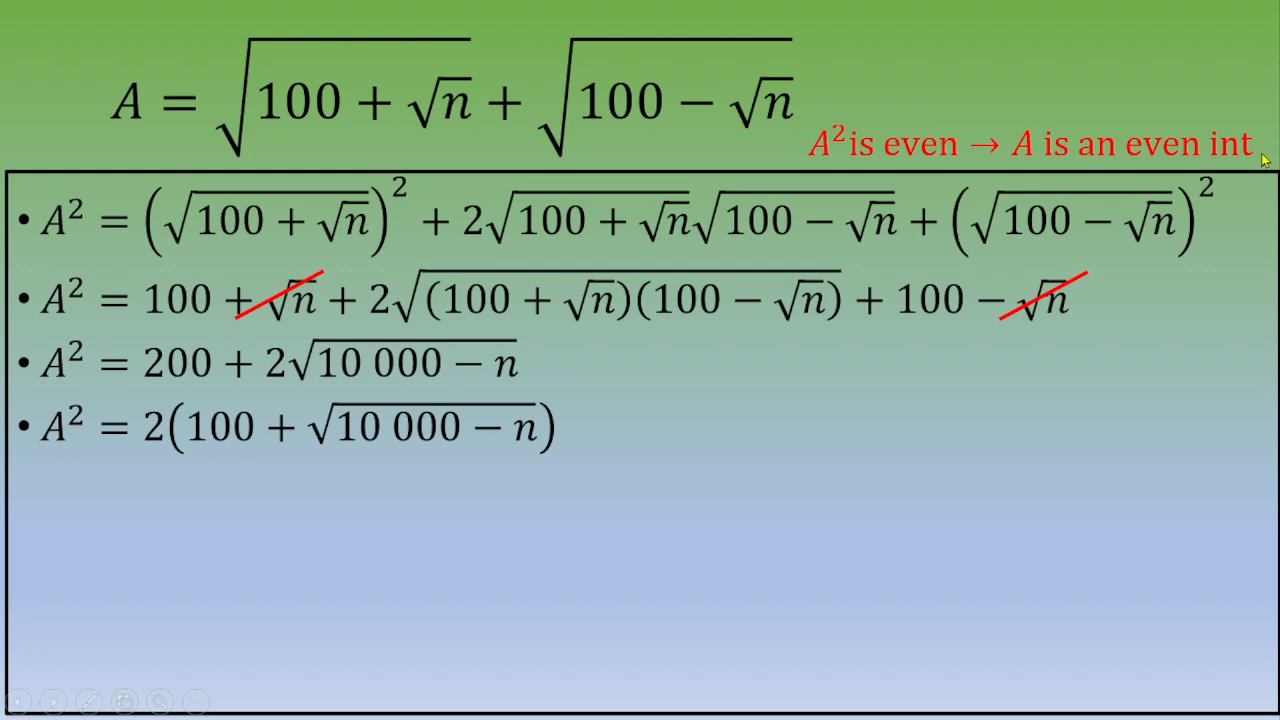 A = √(100 + √n) + √(100 − √n)
A² is even → A is an even int
• A² = (√(100 + √n))² + 2√(100 + √n)√(100 − √n) + (√(100 − √n))²
• A² = 100 + √n + 2√((100 + √n)(100 − √n)) + 100 − √n
• A² = 200 + 2√(10 000 − n)
• A² = 2(100 + √(10 000 − n))